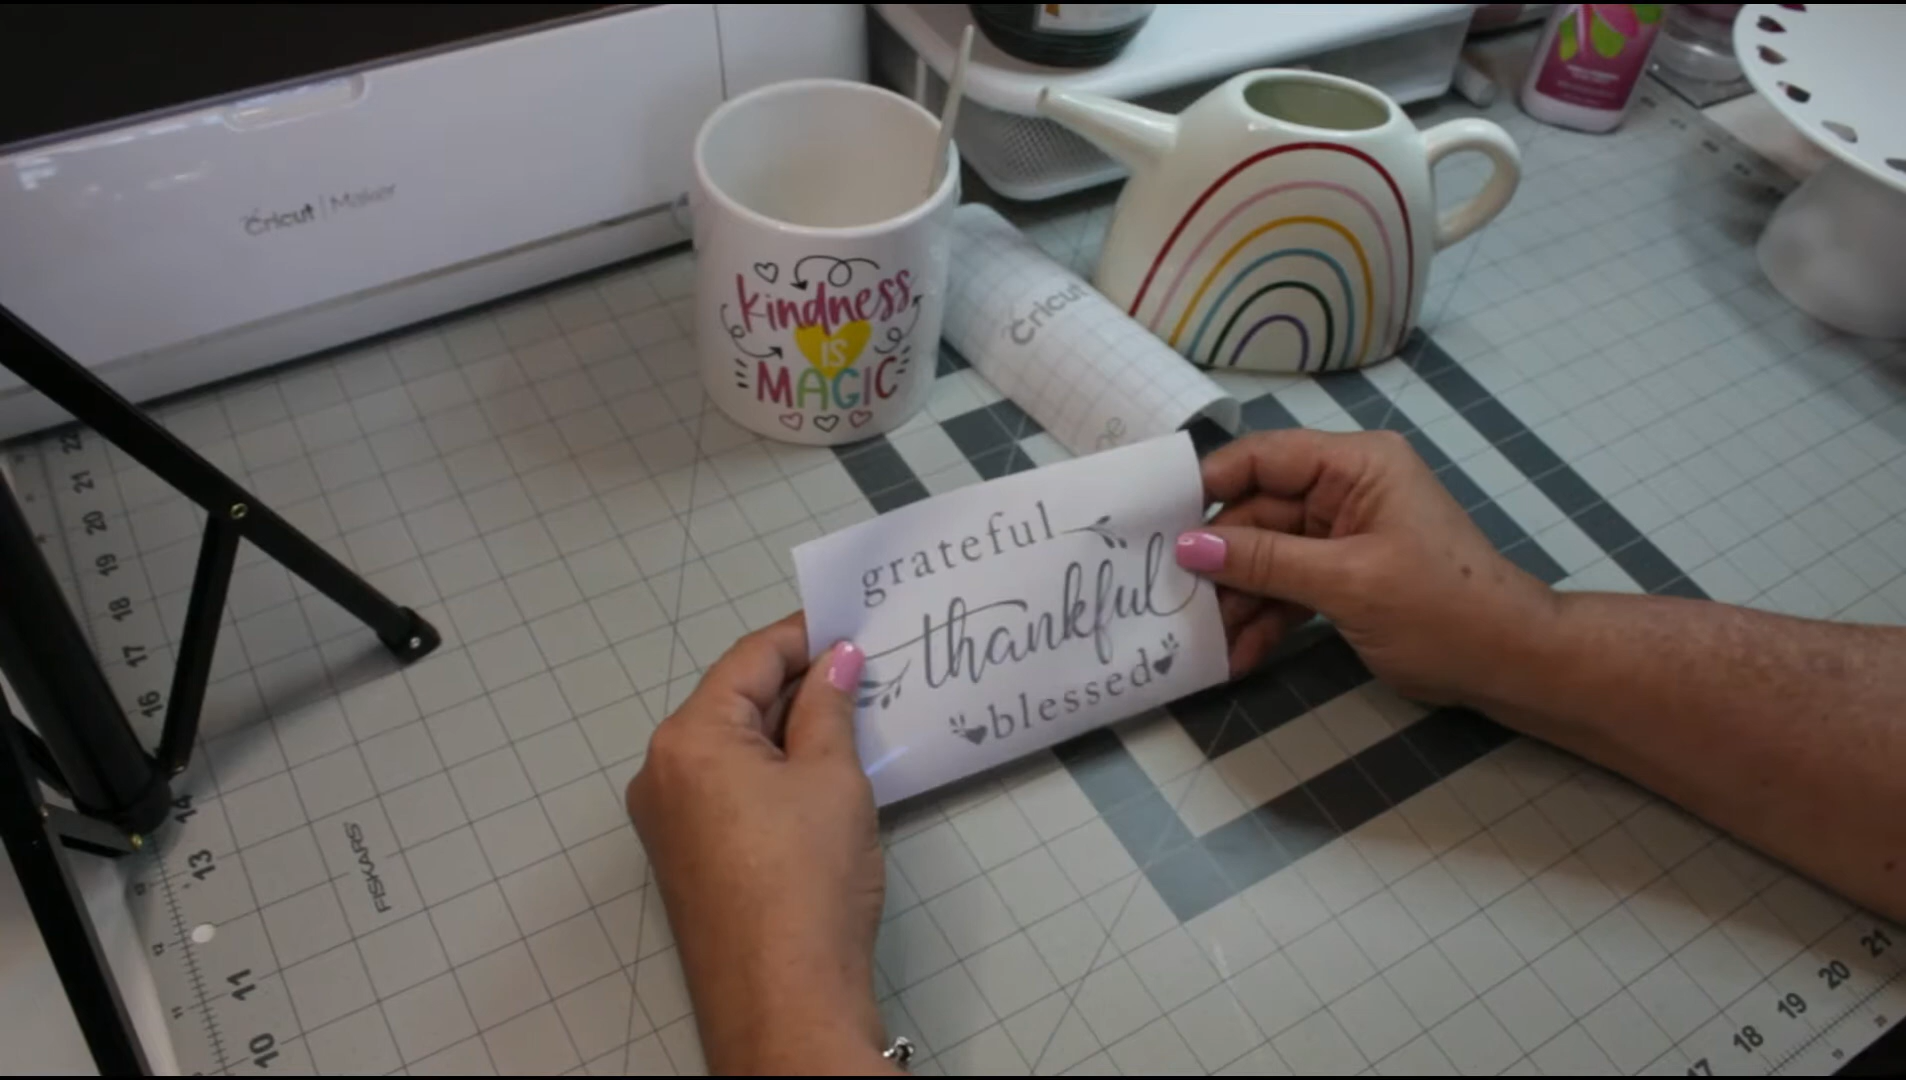 Cricut | Maker
kindness
IS
MAGIC
Cricut
grateful
thankful
blessed
FISKARS
22
21
20
19
18
17
16
14
13
11
10
21
20
19
18
17